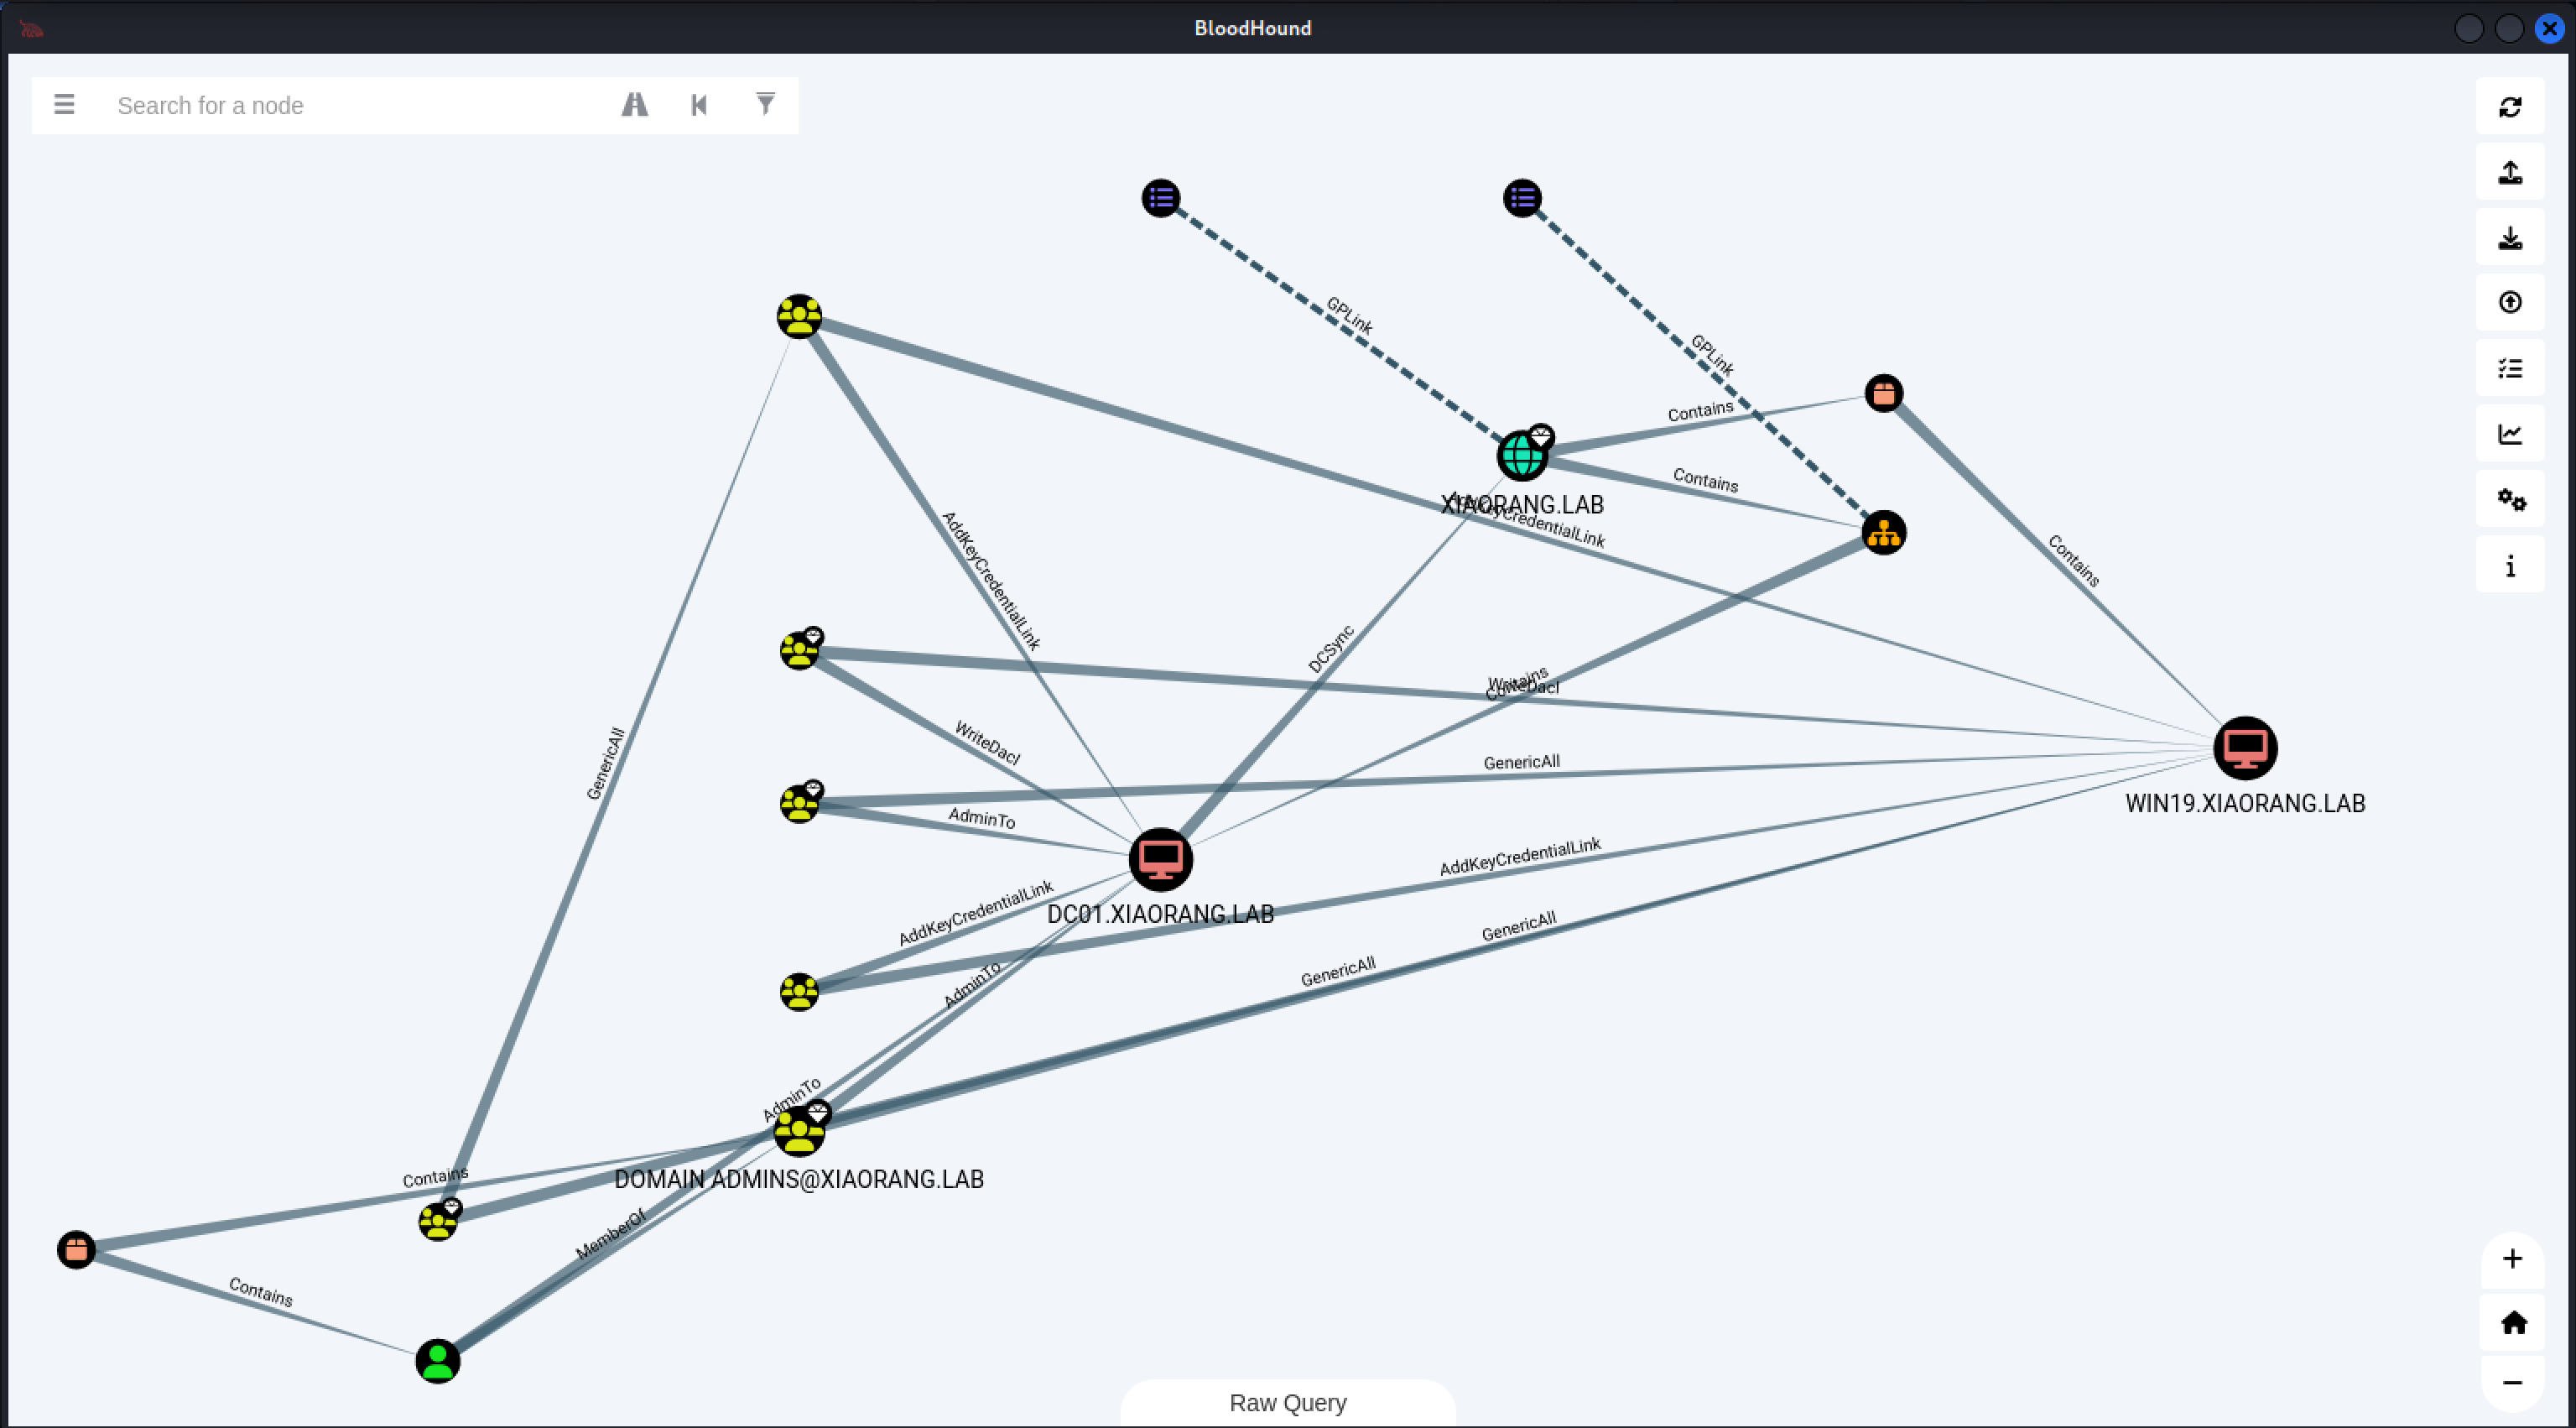 BloodHound
Search for a node
GPLink
GPLink
Contains
Contains
XIAORANG.LAB
AddKeyCredentialLink
AddKeyCredentialLink
Contains
DCSync
Contains
WriteDacl
WriteDacl
GenericAll
GenericAll
AdminTo
WIN19.XIAORANG.LAB
AddKeyCredentialLink
AddKeyCredentialLink
DC01.XIAORANG.LAB
GenericAll
GenericAll
AdminTo
AdminTo
Contains
DOMAIN ADMINS@XIAORANG.LAB
MemberOf
Contains
Raw Query